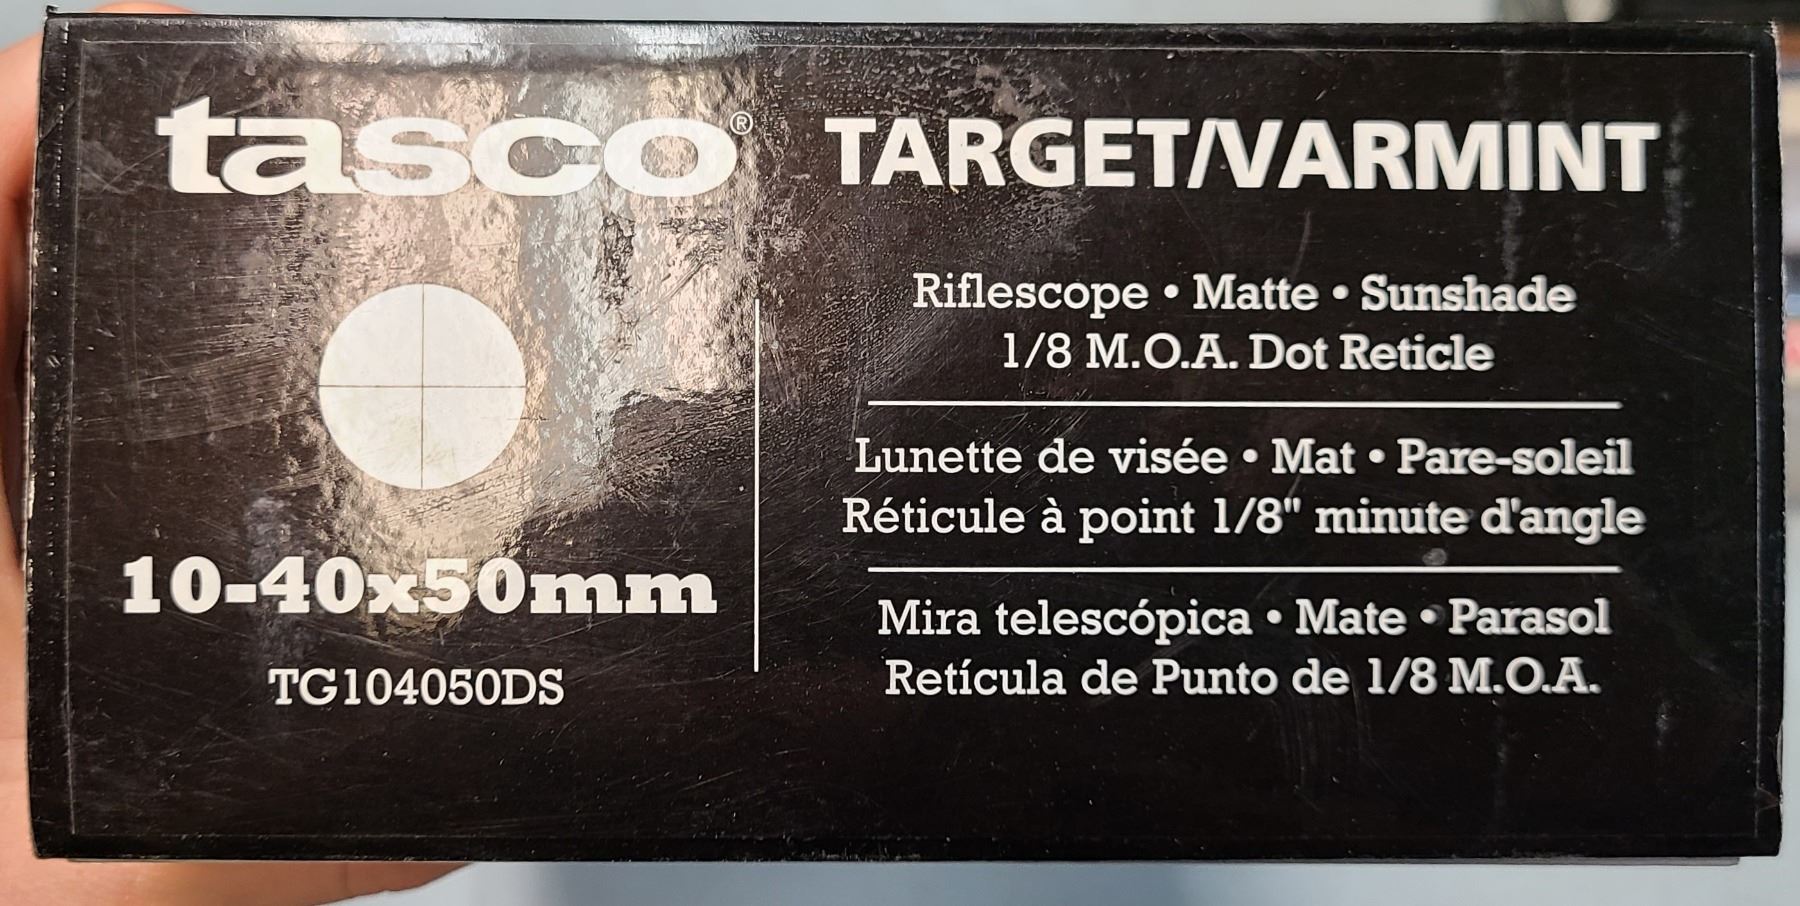 tasco®
10-40x50mm
TG104050DS
TARGET/VARMINT
Riflescope • Matte • Sunshade
1/8 M.O.A. Dot Reticle
Lunette de visée • Mat • Pare-soleil
Réticule à point 1/8" minute d'angle
Mira telescópica • Mate • Parasol
Retícula de Punto de 1/8 M.O.A.